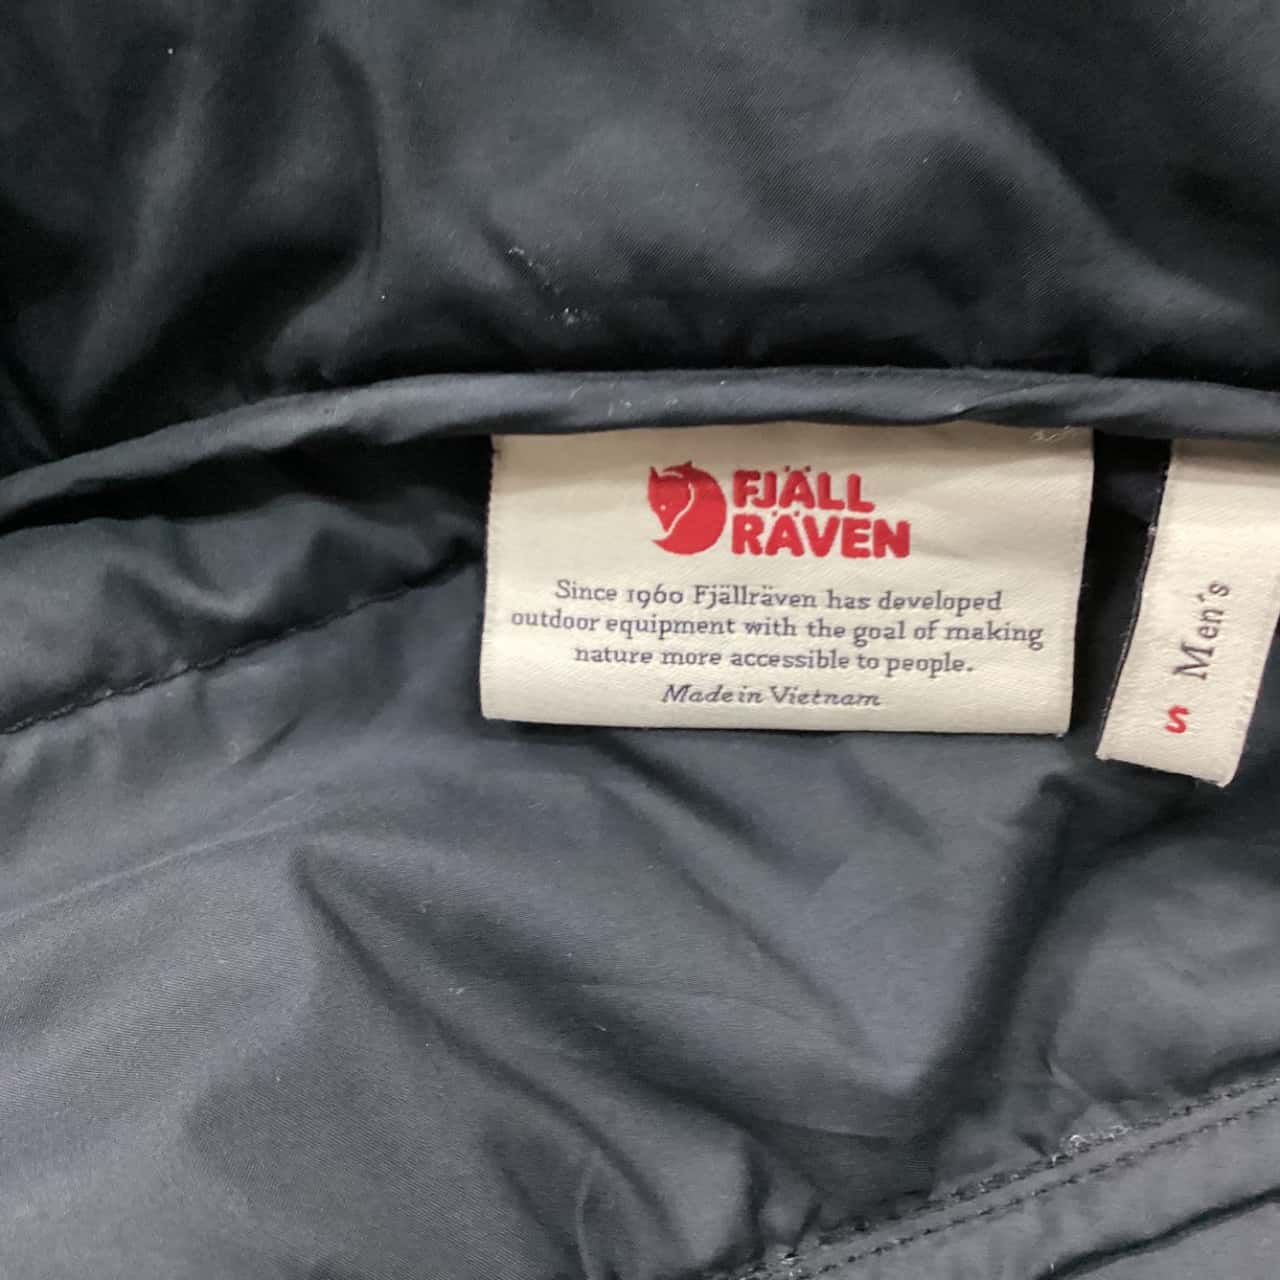 FJÄLL
RÄVEN
Since 1960 Fjällräven has developed
outdoor equipment with the goal of making
nature more accessible to people.
Made in Vietnam
S Men's